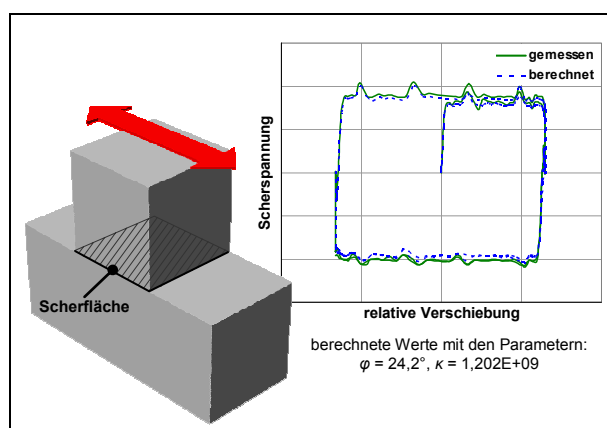 gemessen
berechnet
Scherspannung
Scherfläche
relative Verschiebung
berechnete Werte mit den Parametern:
φ = 24,2°, κ = 1,202E+09